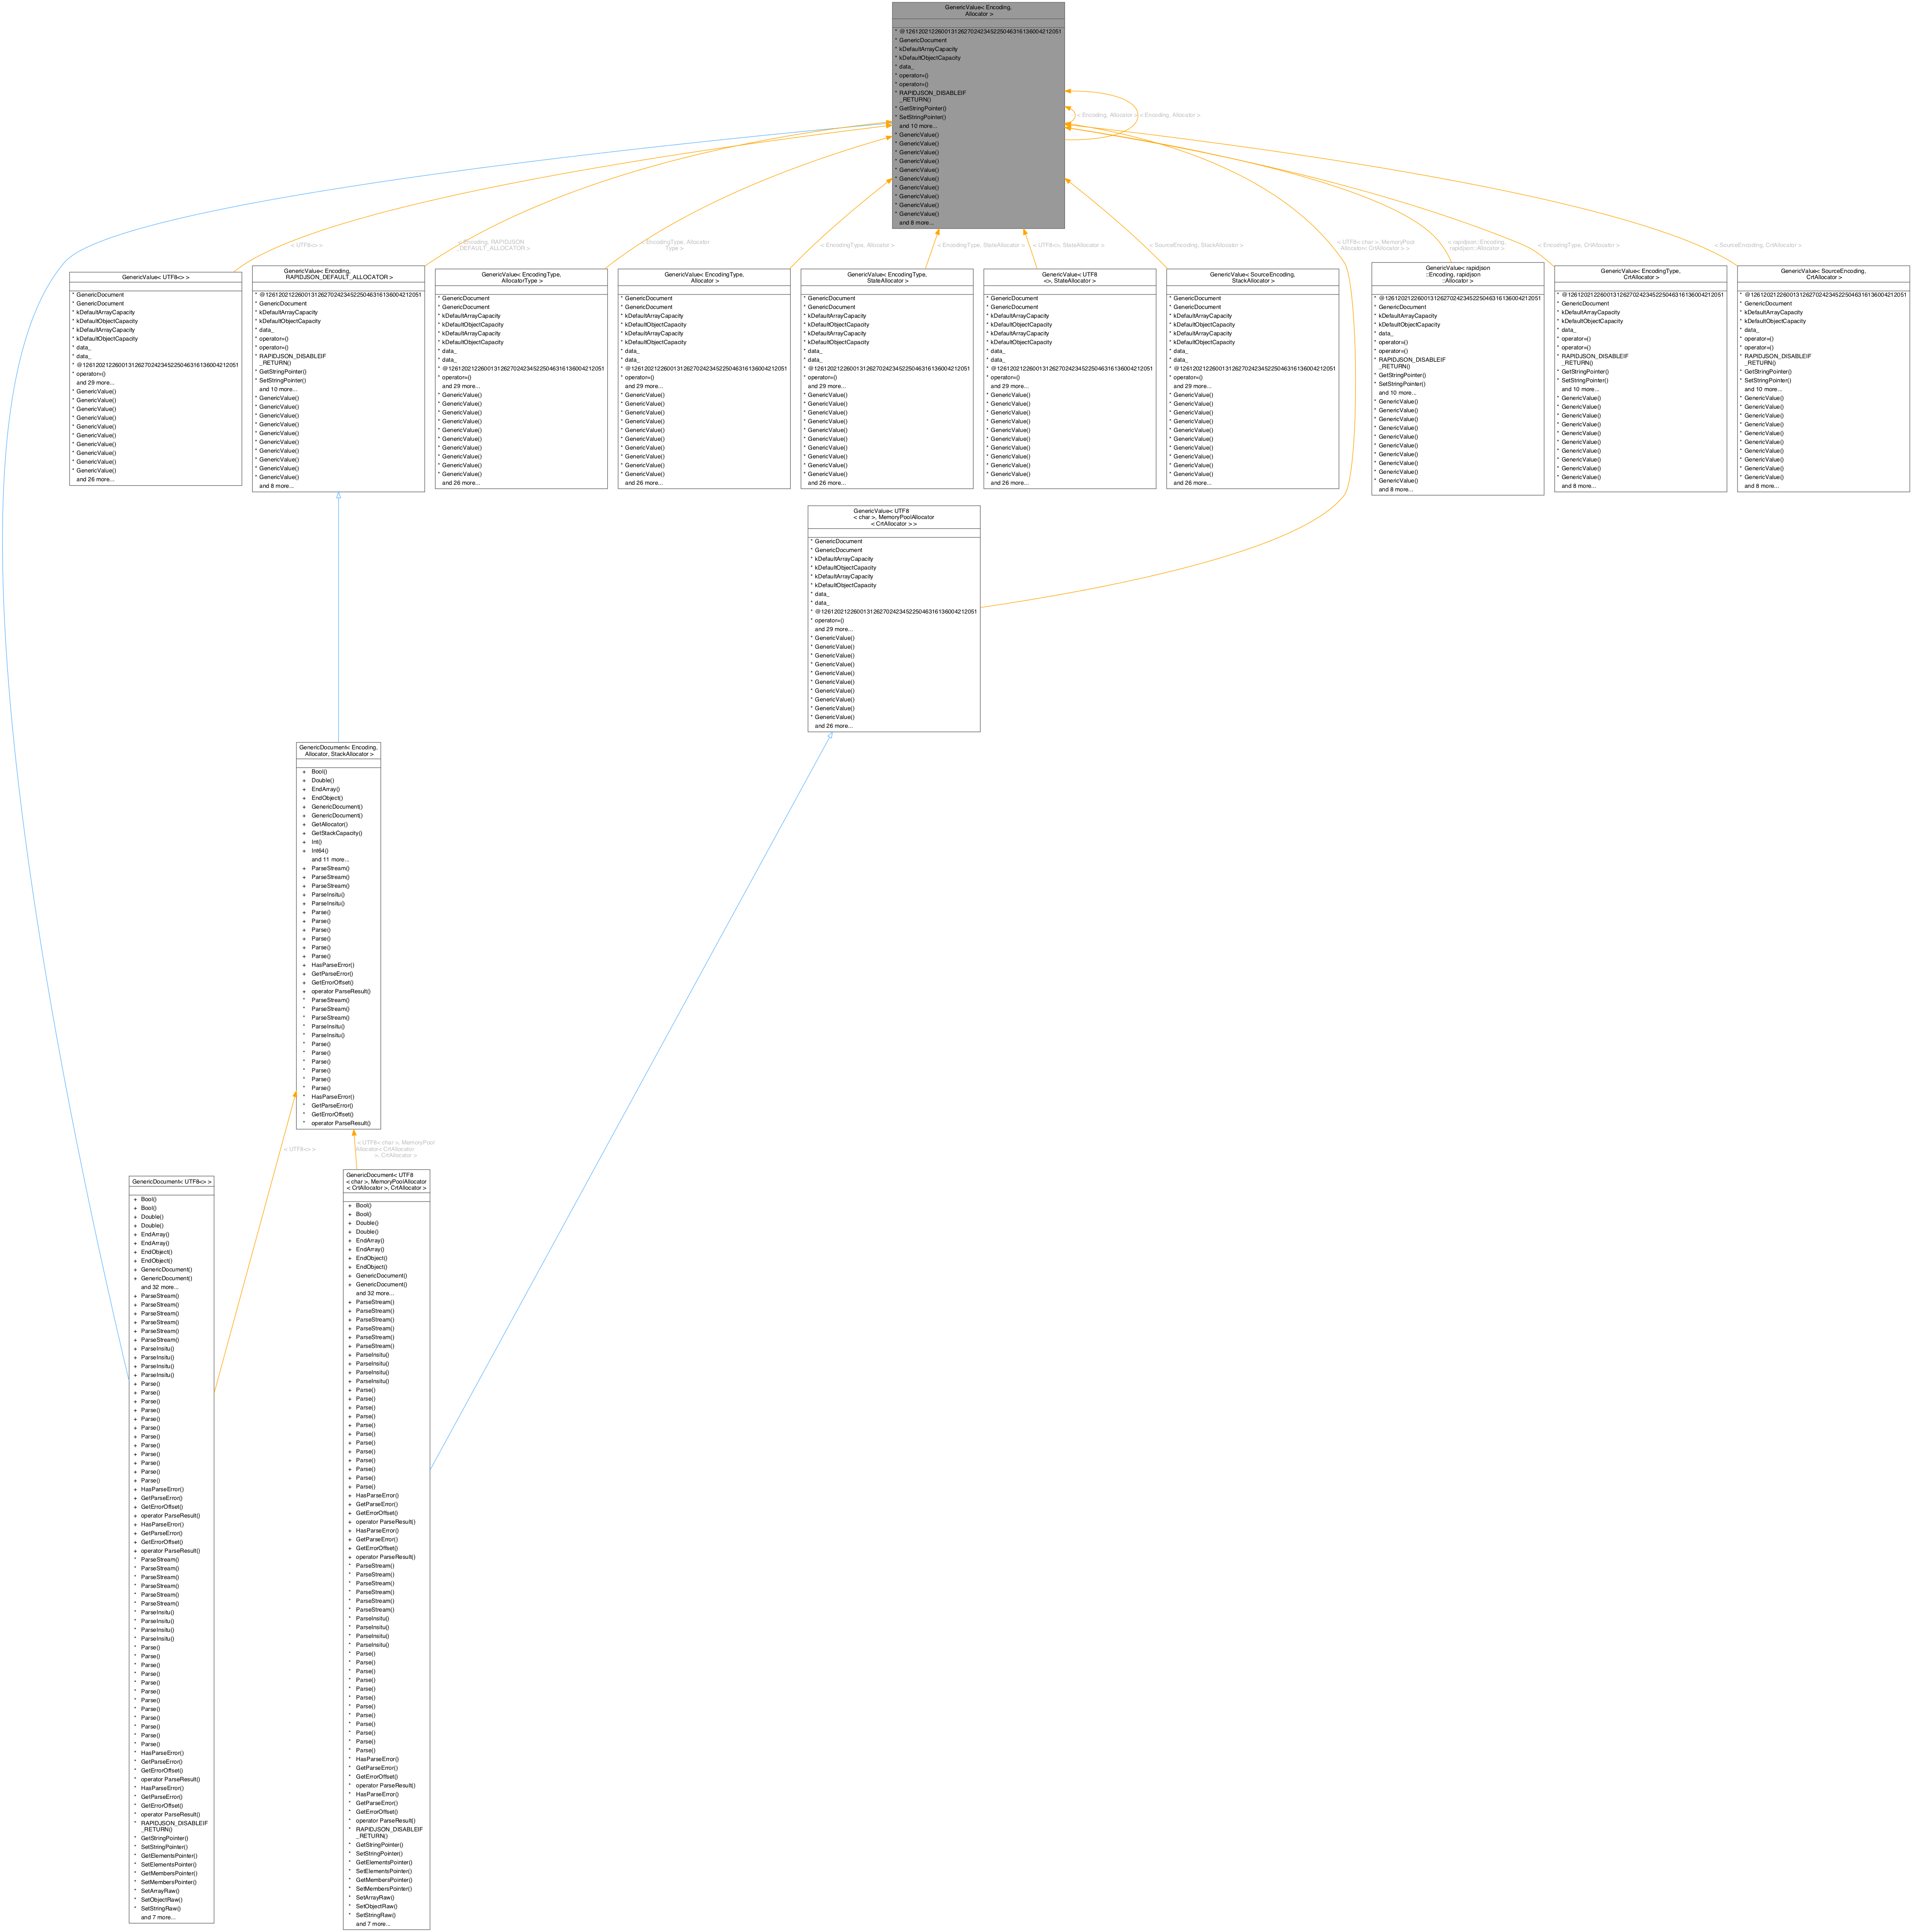 GenericValue< Encoding,
Allocator >
* @126120212260013126270242345225046316136004212051
* GenericDocument
* kDefaultArrayCapacity
* kDefaultObjectCapacity
* data_
* operator=()
* operator=()
* RAPIDJSON_DISABLEIF
_RETURN()
* GetStringPointer()
* SetStringPointer()
and 10 more...
* GenericValue()
* GenericValue()
* GenericValue()
* GenericValue()
* GenericValue()
* GenericValue()
* GenericValue()
* GenericValue()
* GenericValue()
* GenericValue()
and 8 more...
< Encoding, Allocator >
< Encoding, Allocator >
< UTF8<> >
< Encoding, RAPIDJSON
_DEFAULT_ALLOCATOR >
< EncodingType, Allocator
Type >
< EncodingType, Allocator >
< EncodingType, StateAllocator >
< UTF8<>, StateAllocator >
< SourceEncoding, StackAllocator >
< UTF8< char >, MemoryPool
Allocator< CrtAllocator > >
< rapidjson::Encoding,
rapidjson::Allocator >
< EncodingType, CrtAllocator >
< SourceEncoding, CrtAllocator >
GenericValue< UTF8<> >
* GenericDocument
* GenericDocument
* kDefaultArrayCapacity
* kDefaultObjectCapacity
* kDefaultArrayCapacity
* kDefaultObjectCapacity
* data_
* data_
* @126120212260013126270242345225046316136004212051
* operator=()
and 29 more...
* GenericValue()
* GenericValue()
* GenericValue()
* GenericValue()
* GenericValue()
* GenericValue()
* GenericValue()
* GenericValue()
* GenericValue()
* GenericValue()
and 26 more...
GenericValue< Encoding,
RAPIDJSON_DEFAULT_ALLOCATOR >
* @126120212260013126270242345225046316136004212051
* GenericDocument
* kDefaultArrayCapacity
* kDefaultObjectCapacity
* data_
* operator=()
* operator=()
* RAPIDJSON_DISABLEIF
_RETURN()
* GetStringPointer()
* SetStringPointer()
and 10 more...
* GenericValue()
* GenericValue()
* GenericValue()
* GenericValue()
* GenericValue()
* GenericValue()
* GenericValue()
* GenericValue()
* GenericValue()
* GenericValue()
and 8 more...
GenericValue< EncodingType,
AllocatorType >
* GenericDocument
* GenericDocument
* kDefaultArrayCapacity
* kDefaultObjectCapacity
* kDefaultArrayCapacity
* kDefaultObjectCapacity
* data_
* data_
* @126120212260013126270242345225046316136004212051
* operator=()
and 29 more...
* GenericValue()
* GenericValue()
* GenericValue()
* GenericValue()
* GenericValue()
* GenericValue()
* GenericValue()
* GenericValue()
* GenericValue()
* GenericValue()
and 26 more...
GenericValue< EncodingType,
Allocator >
* GenericDocument
* GenericDocument
* kDefaultArrayCapacity
* kDefaultObjectCapacity
* kDefaultArrayCapacity
* kDefaultObjectCapacity
* data_
* data_
* @126120212260013126270242345225046316136004212051
* operator=()
and 29 more...
* GenericValue()
* GenericValue()
* GenericValue()
* GenericValue()
* GenericValue()
* GenericValue()
* GenericValue()
* GenericValue()
* GenericValue()
* GenericValue()
and 26 more...
GenericValue< EncodingType,
StateAllocator >
* GenericDocument
* GenericDocument
* kDefaultArrayCapacity
* kDefaultObjectCapacity
* kDefaultArrayCapacity
* kDefaultObjectCapacity
* data_
* data_
* @126120212260013126270242345225046316136004212051
* operator=()
and 29 more...
* GenericValue()
* GenericValue()
* GenericValue()
* GenericValue()
* GenericValue()
* GenericValue()
* GenericValue()
* GenericValue()
* GenericValue()
* GenericValue()
and 26 more...
GenericValue< UTF8
<>, StateAllocator >
* GenericDocument
* GenericDocument
* kDefaultArrayCapacity
* kDefaultObjectCapacity
* kDefaultArrayCapacity
* kDefaultObjectCapacity
* data_
* data_
* @126120212260013126270242345225046316136004212051
* operator=()
and 29 more...
* GenericValue()
* GenericValue()
* GenericValue()
* GenericValue()
* GenericValue()
* GenericValue()
* GenericValue()
* GenericValue()
* GenericValue()
* GenericValue()
and 26 more...
GenericValue< SourceEncoding,
StackAllocator >
* GenericDocument
* GenericDocument
* kDefaultArrayCapacity
* kDefaultObjectCapacity
* kDefaultArrayCapacity
* kDefaultObjectCapacity
* data_
* data_
* @126120212260013126270242345225046316136004212051
* operator=()
and 29 more...
* GenericValue()
* GenericValue()
* GenericValue()
* GenericValue()
* GenericValue()
* GenericValue()
* GenericValue()
* GenericValue()
* GenericValue()
* GenericValue()
and 26 more...
GenericValue< rapidjson
::Encoding, rapidjson
::Allocator >
* @126120212260013126270242345225046316136004212051
* GenericDocument
* kDefaultArrayCapacity
* kDefaultObjectCapacity
* data_
* operator=()
* operator=()
* RAPIDJSON_DISABLEIF
_RETURN()
* GetStringPointer()
* SetStringPointer()
and 10 more...
* GenericValue()
* GenericValue()
* GenericValue()
* GenericValue()
* GenericValue()
* GenericValue()
* GenericValue()
* GenericValue()
* GenericValue()
* GenericValue()
and 8 more...
GenericValue< EncodingType,
CrtAllocator >
* @126120212260013126270242345225046316136004212051
* GenericDocument
* kDefaultArrayCapacity
* kDefaultObjectCapacity
* data_
* operator=()
* operator=()
* RAPIDJSON_DISABLEIF
_RETURN()
* GetStringPointer()
* SetStringPointer()
and 10 more...
* GenericValue()
* GenericValue()
* GenericValue()
* GenericValue()
* GenericValue()
* GenericValue()
* GenericValue()
* GenericValue()
* GenericValue()
* GenericValue()
and 8 more...
GenericValue< SourceEncoding,
CrtAllocator >
* @126120212260013126270242345225046316136004212051
* GenericDocument
* kDefaultArrayCapacity
* kDefaultObjectCapacity
* data_
* operator=()
* operator=()
* RAPIDJSON_DISABLEIF
_RETURN()
* GetStringPointer()
* SetStringPointer()
and 10 more...
* GenericValue()
* GenericValue()
* GenericValue()
* GenericValue()
* GenericValue()
* GenericValue()
* GenericValue()
* GenericValue()
* GenericValue()
* GenericValue()
and 8 more...
GenericValue< UTF8
< char >, MemoryPoolAllocator
< CrtAllocator > >
* GenericDocument
* GenericDocument
* kDefaultArrayCapacity
* kDefaultObjectCapacity
* kDefaultArrayCapacity
* kDefaultObjectCapacity
* data_
* data_
* @126120212260013126270242345225046316136004212051
* operator=()
and 29 more...
* GenericValue()
* GenericValue()
* GenericValue()
* GenericValue()
* GenericValue()
* GenericValue()
* GenericValue()
* GenericValue()
* GenericValue()
* GenericValue()
and 26 more...
GenericDocument< Encoding,
Allocator, StackAllocator >
+ Bool()
+ Double()
+ EndArray()
+ EndObject()
+ GenericDocument()
+ GenericDocument()
+ GetAllocator()
+ GetStackCapacity()
+ Int()
+ Int64()
and 11 more...
+ ParseStream()
+ ParseStream()
+ ParseStream()
+ ParseInsitu()
+ ParseInsitu()
+ Parse()
+ Parse()
+ Parse()
+ Parse()
+ Parse()
+ Parse()
+ HasParseError()
+ GetParseError()
+ GetErrorOffset()
+ operator ParseResult()
* ParseStream()
* ParseStream()
* ParseStream()
* ParseInsitu()
* ParseInsitu()
* Parse()
* Parse()
* Parse()
* Parse()
* Parse()
* Parse()
* HasParseError()
* GetParseError()
* GetErrorOffset()
* operator ParseResult()
< UTF8<> >
< UTF8< char >, MemoryPool
Allocator< CrtAllocator
>, CrtAllocator >
GenericDocument< UTF8<> >
+ Bool()
+ Bool()
+ Double()
+ Double()
+ EndArray()
+ EndArray()
+ EndObject()
+ EndObject()
+ GenericDocument()
+ GenericDocument()
and 32 more...
+ ParseStream()
+ ParseStream()
+ ParseStream()
+ ParseStream()
+ ParseStream()
+ ParseStream()
+ ParseInsitu()
+ ParseInsitu()
+ ParseInsitu()
+ ParseInsitu()
+ Parse()
+ Parse()
+ Parse()
+ Parse()
+ Parse()
+ Parse()
+ Parse()
+ Parse()
+ Parse()
+ Parse()
+ Parse()
+ Parse()
+ HasParseError()
+ GetParseError()
+ GetErrorOffset()
+ operator ParseResult()
+ HasParseError()
+ GetParseError()
+ GetErrorOffset()
+ operator ParseResult()
* ParseStream()
* ParseStream()
* ParseStream()
* ParseStream()
* ParseStream()
* ParseStream()
* ParseInsitu()
* ParseInsitu()
* ParseInsitu()
* ParseInsitu()
* Parse()
* Parse()
* Parse()
* Parse()
* Parse()
* Parse()
* Parse()
* Parse()
* Parse()
* Parse()
* Parse()
* Parse()
* HasParseError()
* GetParseError()
* GetErrorOffset()
* operator ParseResult()
* HasParseError()
* GetParseError()
* GetErrorOffset()
* operator ParseResult()
* RAPIDJSON_DISABLEIF
_RETURN()
* GetStringPointer()
* SetStringPointer()
* GetElementsPointer()
* SetElementsPointer()
* GetMembersPointer()
* SetMembersPointer()
* SetArrayRaw()
* SetObjectRaw()
* SetStringRaw()
and 7 more...
GenericDocument< UTF8
< char >, MemoryPoolAllocator
< CrtAllocator >, CrtAllocator >
+ Bool()
+ Bool()
+ Double()
+ Double()
+ EndArray()
+ EndArray()
+ EndObject()
+ EndObject()
+ GenericDocument()
+ GenericDocument()
and 32 more...
+ ParseStream()
+ ParseStream()
+ ParseStream()
+ ParseStream()
+ ParseStream()
+ ParseStream()
+ ParseInsitu()
+ ParseInsitu()
+ ParseInsitu()
+ ParseInsitu()
+ Parse()
+ Parse()
+ Parse()
+ Parse()
+ Parse()
+ Parse()
+ Parse()
+ Parse()
+ Parse()
+ Parse()
+ Parse()
+ Parse()
+ HasParseError()
+ GetParseError()
+ GetErrorOffset()
+ operator ParseResult()
+ HasParseError()
+ GetParseError()
+ GetErrorOffset()
+ operator ParseResult()
* ParseStream()
* ParseStream()
* ParseStream()
* ParseStream()
* ParseStream()
* ParseStream()
* ParseInsitu()
* ParseInsitu()
* ParseInsitu()
* ParseInsitu()
* Parse()
* Parse()
* Parse()
* Parse()
* Parse()
* Parse()
* Parse()
* Parse()
* Parse()
* Parse()
* Parse()
* Parse()
* HasParseError()
* GetParseError()
* GetErrorOffset()
* operator ParseResult()
* HasParseError()
* GetParseError()
* GetErrorOffset()
* operator ParseResult()
* RAPIDJSON_DISABLEIF
_RETURN()
* GetStringPointer()
* SetStringPointer()
* GetElementsPointer()
* SetElementsPointer()
* GetMembersPointer()
* SetMembersPointer()
* SetArrayRaw()
* SetObjectRaw()
* SetStringRaw()
and 7 more...